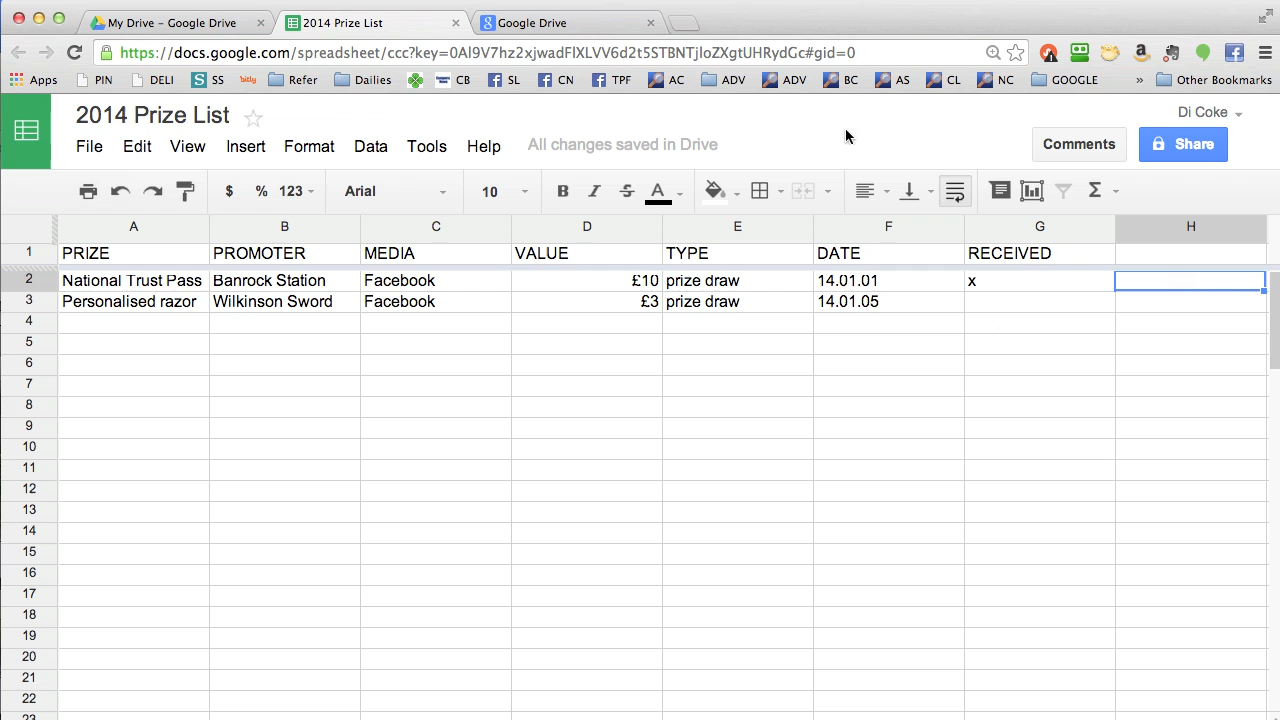 My Drive – Google Drive
2014 Prize List
Google Drive
https://docs.google.com/spreadsheet/ccc?key=0Al9V7hz2xjwadFlXLVV6d2t5STBNTjloZXgtUHRydGc#gid=0
Apps PIN DELI SS bitly Refer Dailies CB SL CN TPF AC ADV ADV BC AS CL NC GOOGLE » Other Bookmarks
2014 Prize List
Di Coke
File Edit View Insert Format Data Tools Help All changes saved in Drive
Comments Share
$ % 123 Arial 10 B I S A Σ
A B C D E F G H
1 PRIZE PROMOTER MEDIA VALUE TYPE DATE RECEIVED
2 National Trust Pass Banrock Station Facebook £10 prize draw 14.01.01 x
3 Personalised razor Wilkinson Sword Facebook £3 prize draw 14.01.05
4
5
6
7
8
9
10
11
12
13
14
15
16
17
18
19
20
21
22
23